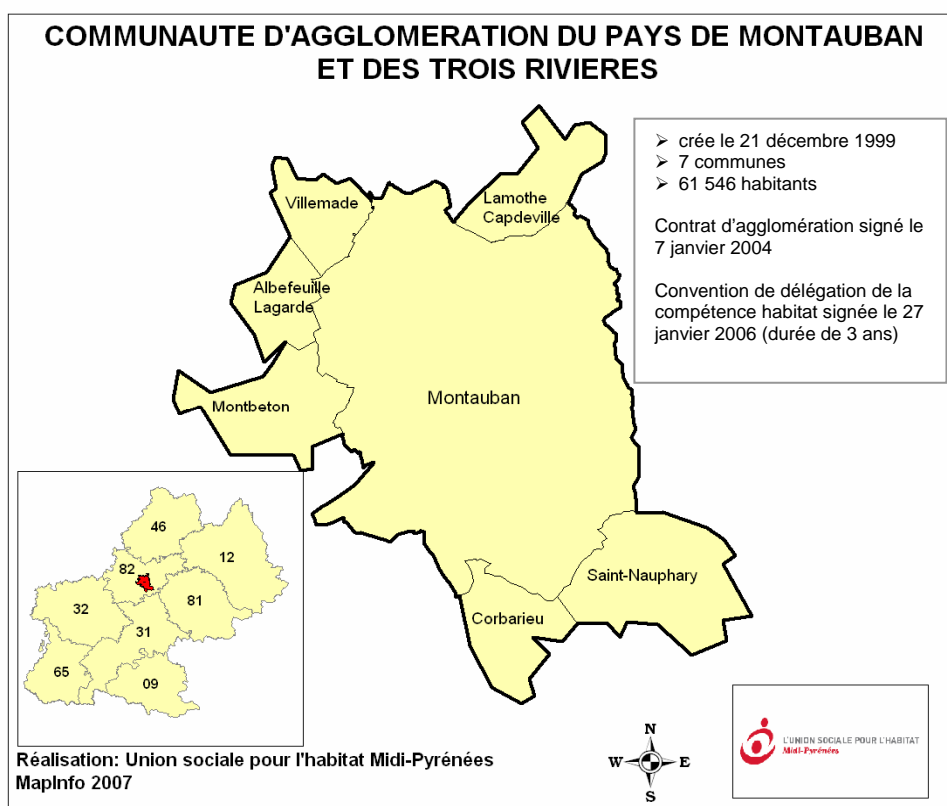 COMMUNAUTE D'AGGLOMERATION DU PAYS DE MONTAUBAN
ET DES TROIS RIVIERES
➢ crée le 21 décembre 1999
➢ 7 communes
➢ 61 546 habitants
Contrat d'agglomération signé le
7 janvier 2004
Convention de délégation de la
compétence habitat signée le 27
janvier 2006 (durée de 3 ans)
Villemade
Lamothe
Capdeville
Albefeuille
Lagarde
Montbeton
Montauban
Saint-Nauphary
Corbarieu
46
12
82
32
81
31
65
09
N
W
E
S
L'UNION SOCIALE POUR L'HABITAT
Midi-Pyrénées
Réalisation: Union sociale pour l'habitat Midi-Pyrénées
MapInfo 2007